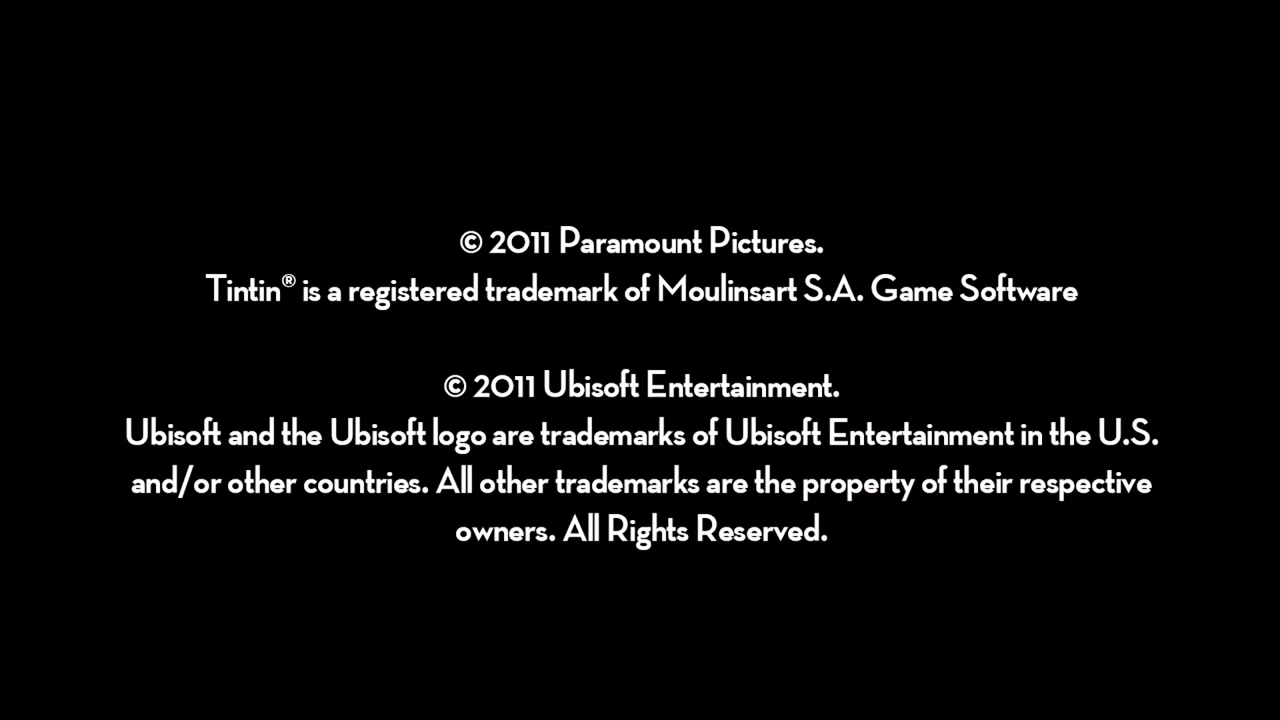 © 2011 Paramount Pictures.
Tintin® is a registered trademark of Moulinsart S.A. Game Software
© 2011 Ubisoft Entertainment.
Ubisoft and the Ubisoft logo are trademarks of Ubisoft Entertainment in the U.S.
and/or other countries. All other trademarks are the property of their respective
owners. All Rights Reserved.